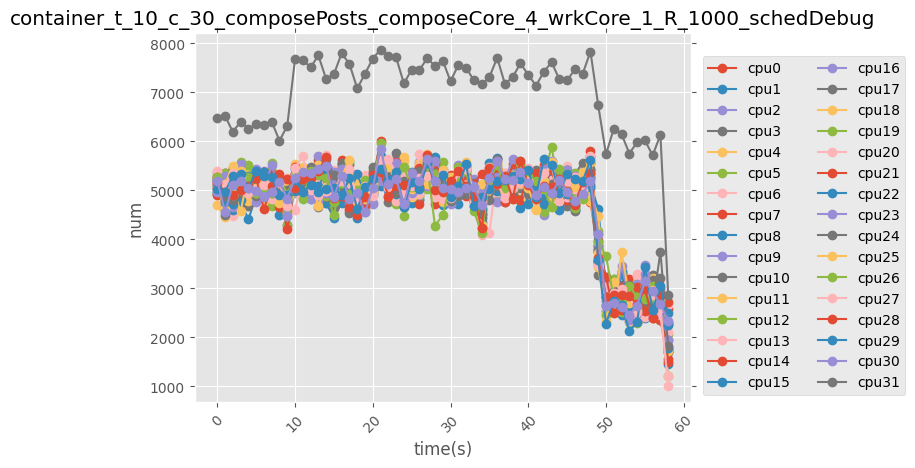 container_t_10_c_30_composePosts_composeCore_4_wrkCore_1_R_1000_schedDebug
8000
7000
6000
5000
4000
3000
2000
1000
num
0
10
20
30
40
50
60
time(s)
cpu0
cpu1
cpu2
cpu3
cpu4
cpu5
cpu6
cpu7
cpu8
cpu9
cpu10
cpu11
cpu12
cpu13
cpu14
cpu15
cpu16
cpu17
cpu18
cpu19
cpu20
cpu21
cpu22
cpu23
cpu24
cpu25
cpu26
cpu27
cpu28
cpu29
cpu30
cpu31